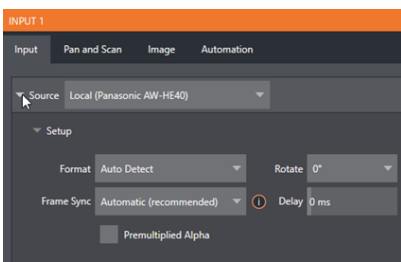 INPUT 1
Input Pan and Scan Image Automation
Source Local (Panasonic AW-HE40)
Setup
Format Auto Detect Rotate 0°
Frame Sync Automatic (recommended) Delay 0 ms
Premultiplied Alpha